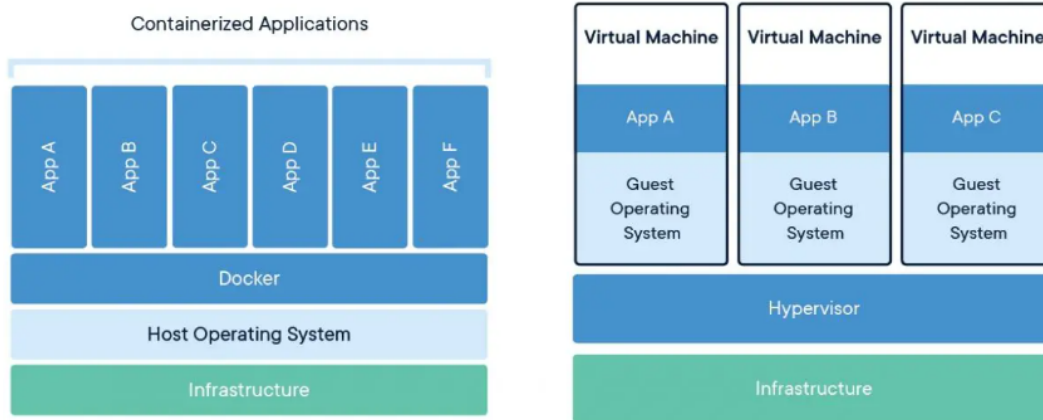 Containerized Applications
App A
App B
App C
App D
App E
App F
Docker
Host Operating System
Infrastructure
Virtual Machine
App A
Guest
Operating
System
Virtual Machine
App B
Guest
Operating
System
Virtual Machine
App C
Guest
Operating
System
Hypervisor
Infrastructure